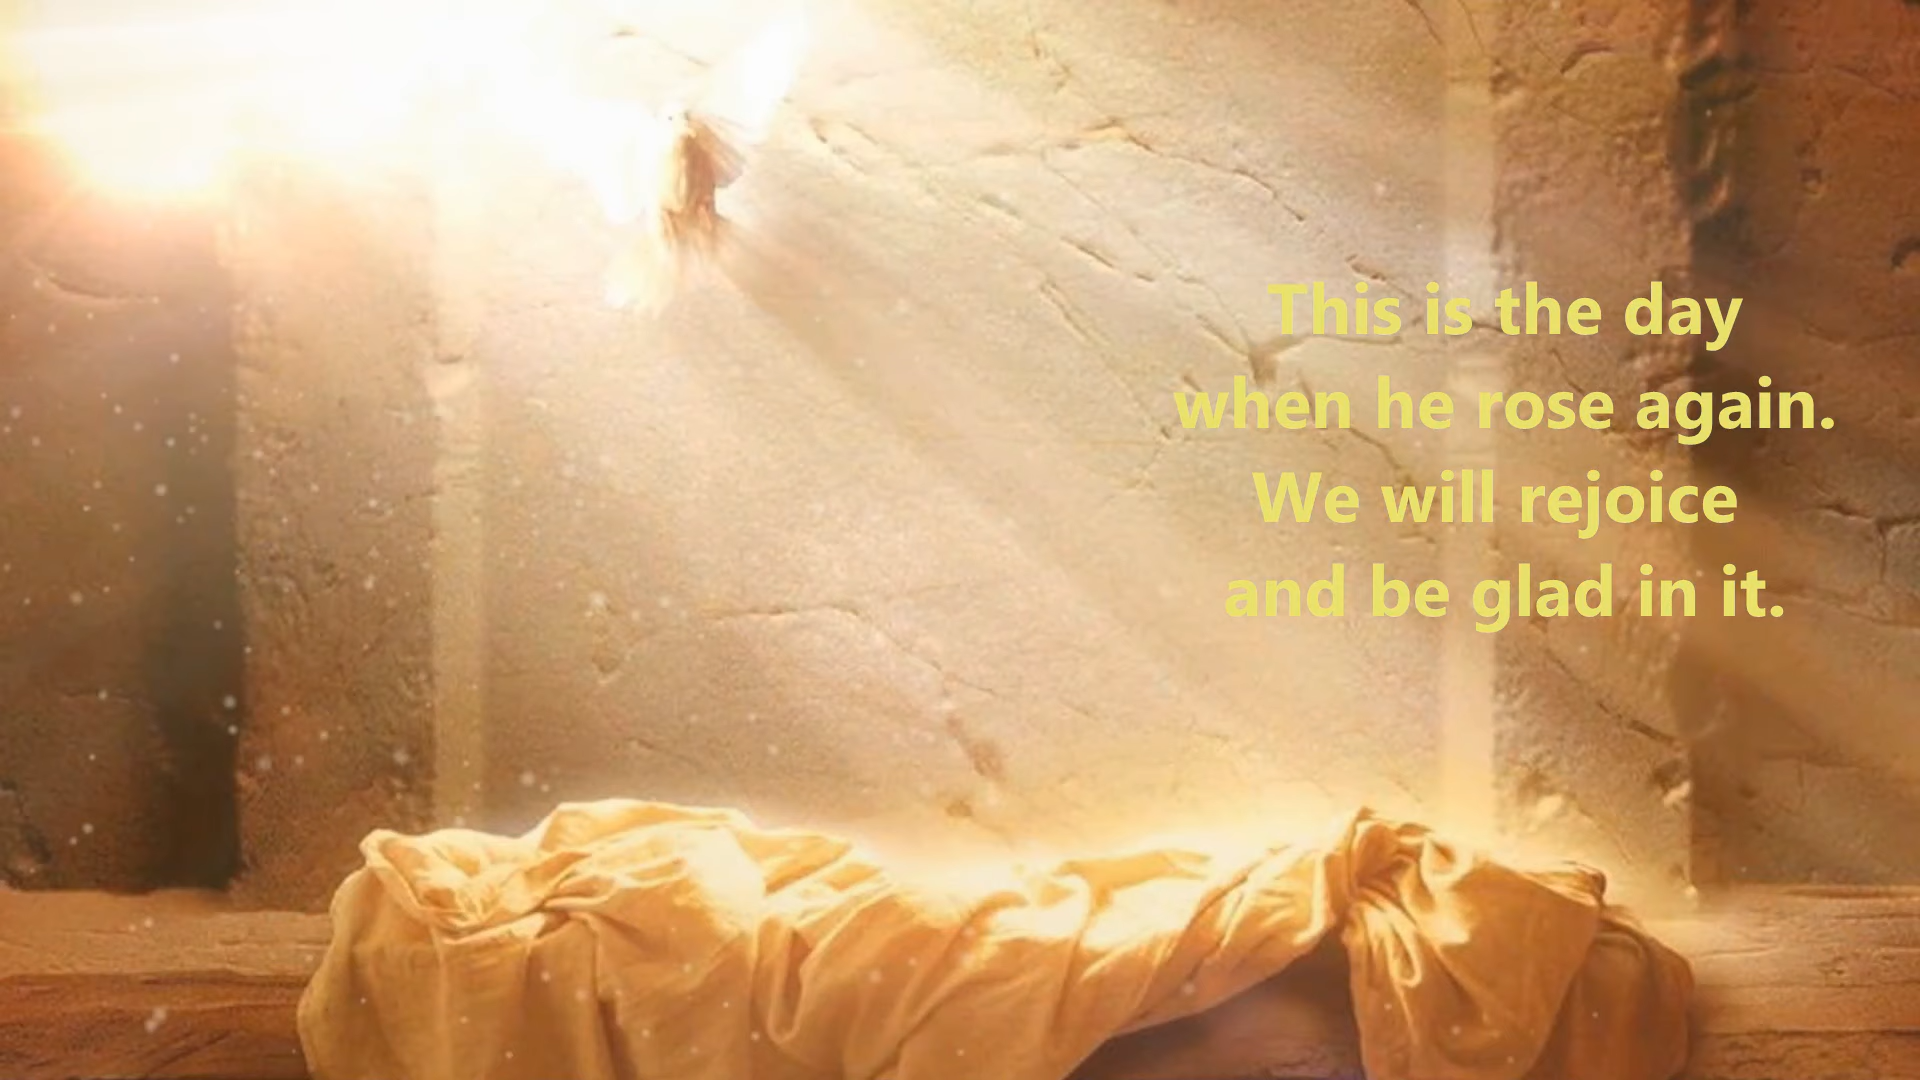 This is the day
when he rose again.
We will rejoice
and be glad in it.